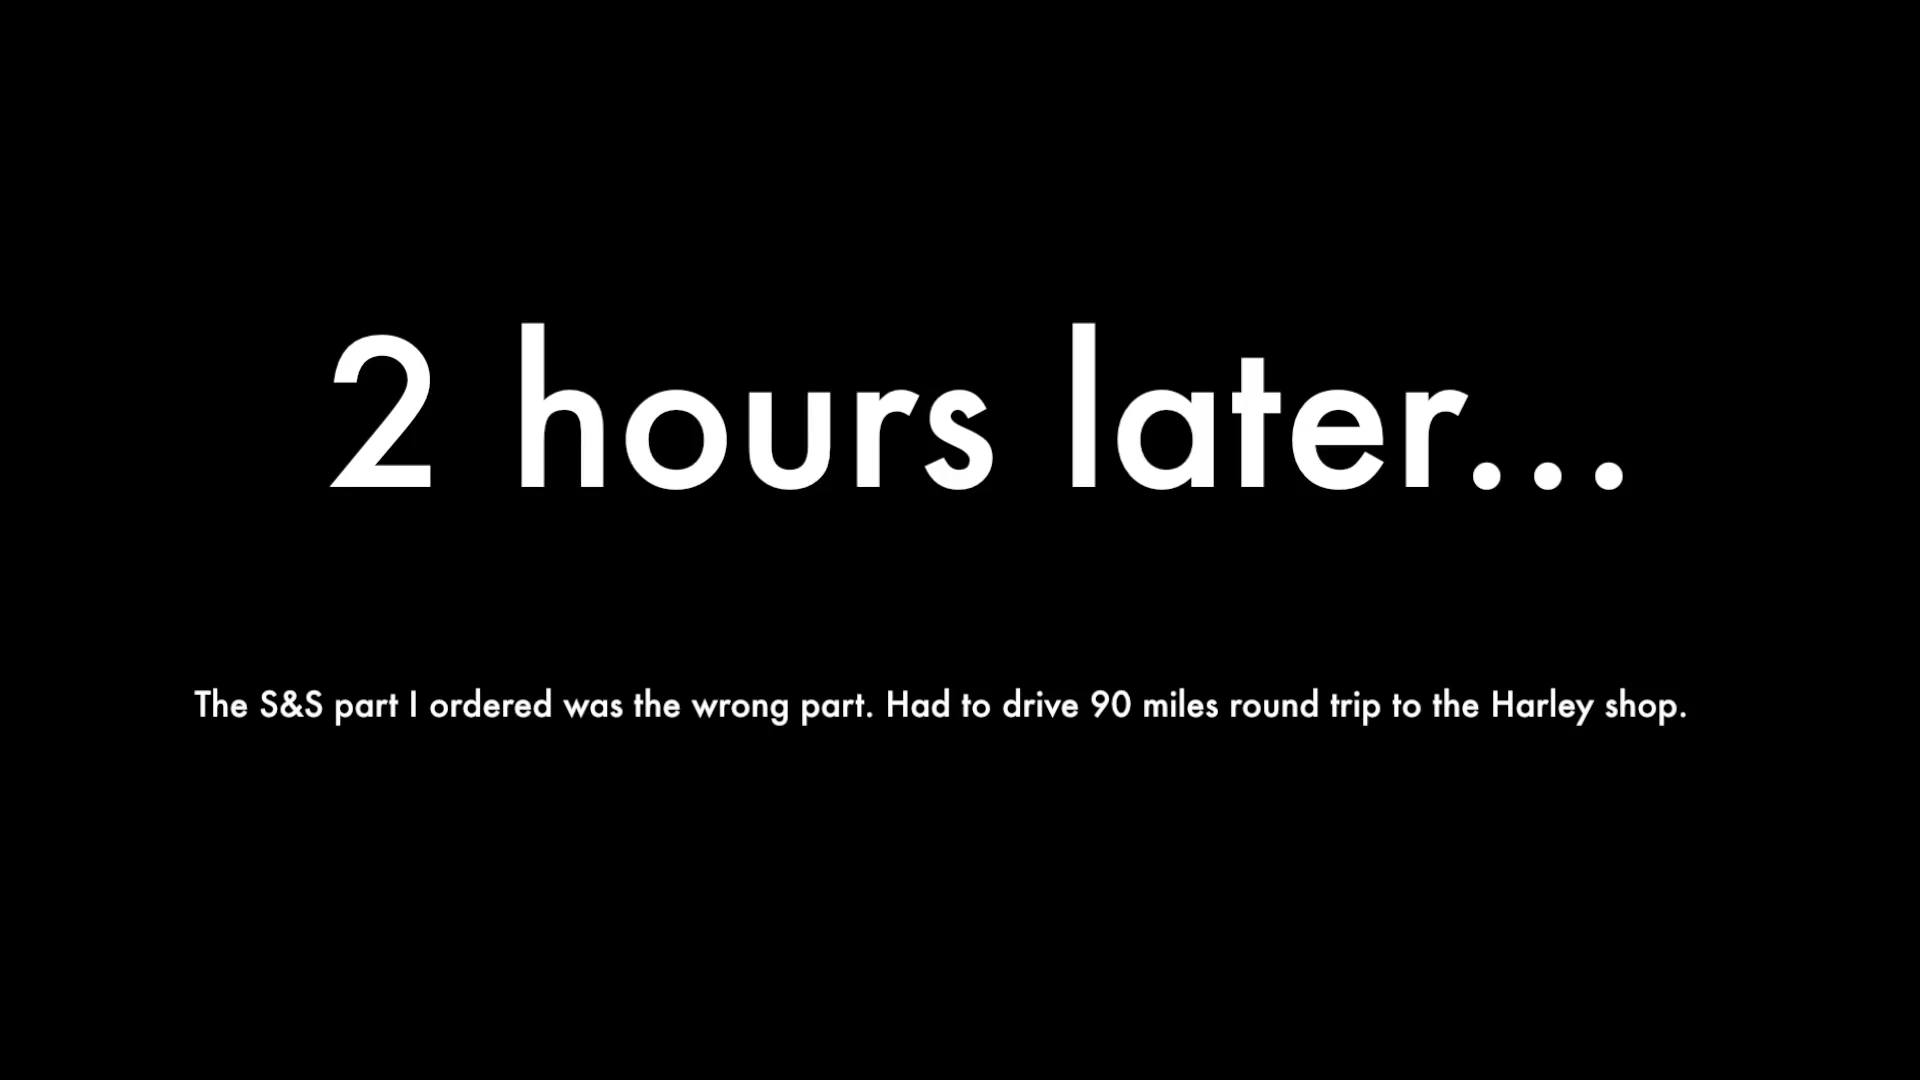 2 hours later...
The S&S part I ordered was the wrong part. Had to drive 90 miles round trip to the Harley shop.